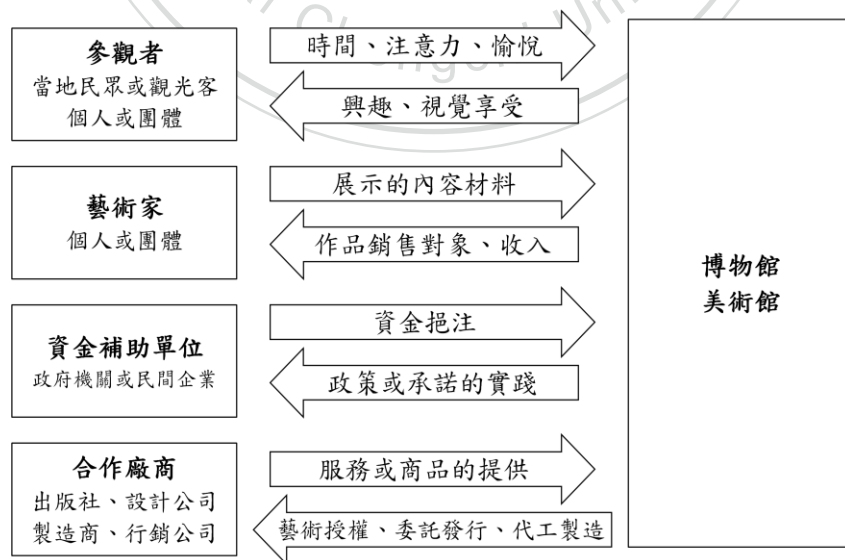 參觀者
當地民眾或觀光客
個人或團體
時間、注意力、愉悅
興趣、視覺享受
藝術家
個人或團體
展示的內容材料
作品銷售對象、收入
資金補助單位
政府機關或民間企業
資金挹注
政策或承諾的實踐
合作廠商
出版社、設計公司
製造商、行銷公司
服務或商品的提供
藝術授權、委託發行、代工製造
博物館
美術館